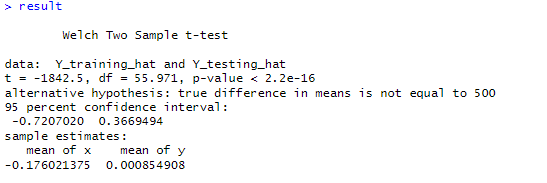 > result
Welch Two Sample t-test
data:  Y_training_hat and Y_testing_hat
t = -1842.5, df = 55.971, p-value < 2.2e-16
alternative hypothesis: true difference in means is not equal to 500
95 percent confidence interval:
-0.7207020  0.3669494
sample estimates:
mean of x    mean of y
-0.176021375  0.000854908